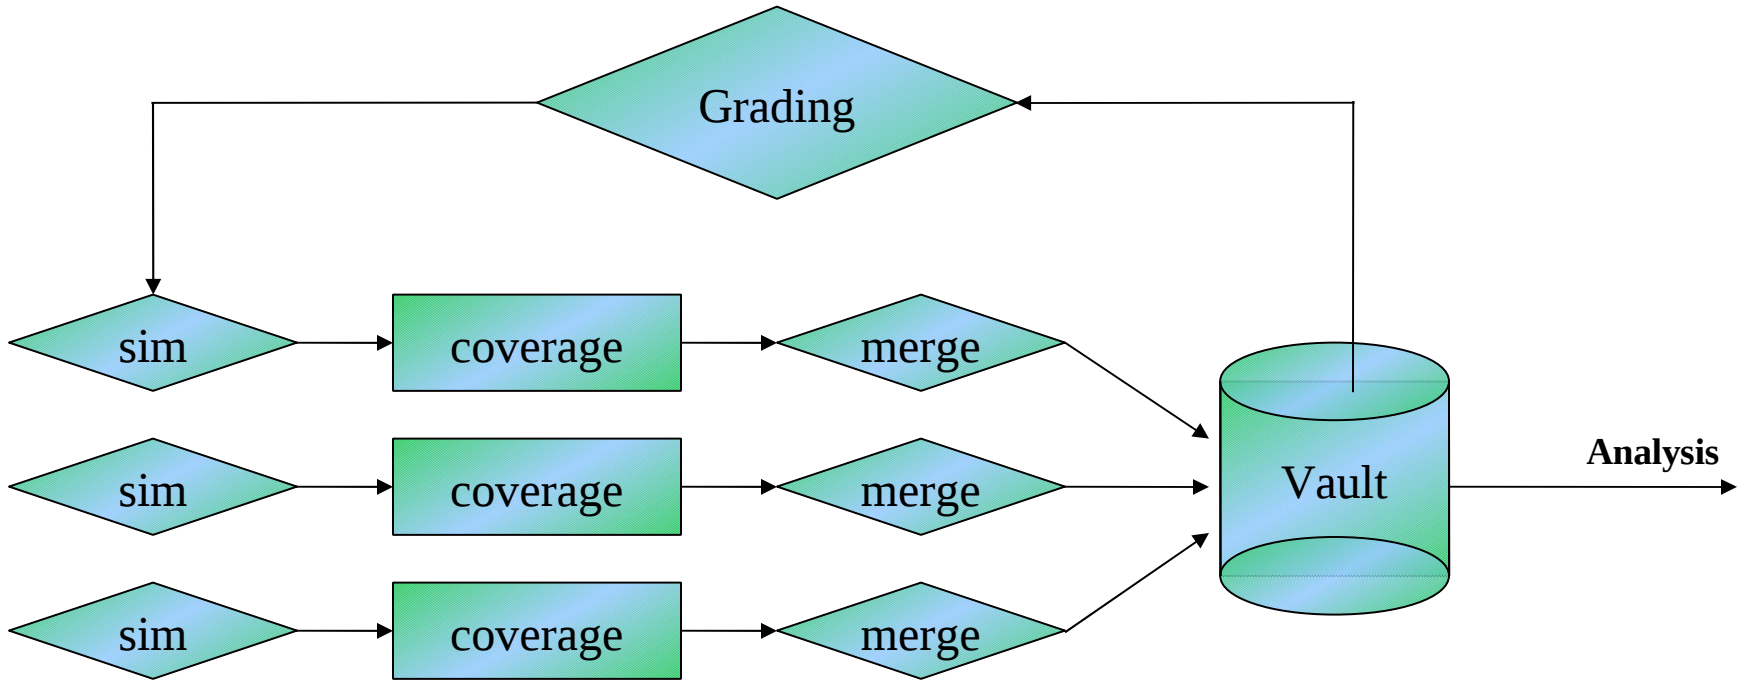 Grading
sim
coverage
merge
sim
coverage
merge
Vault
Analysis
sim
coverage
merge